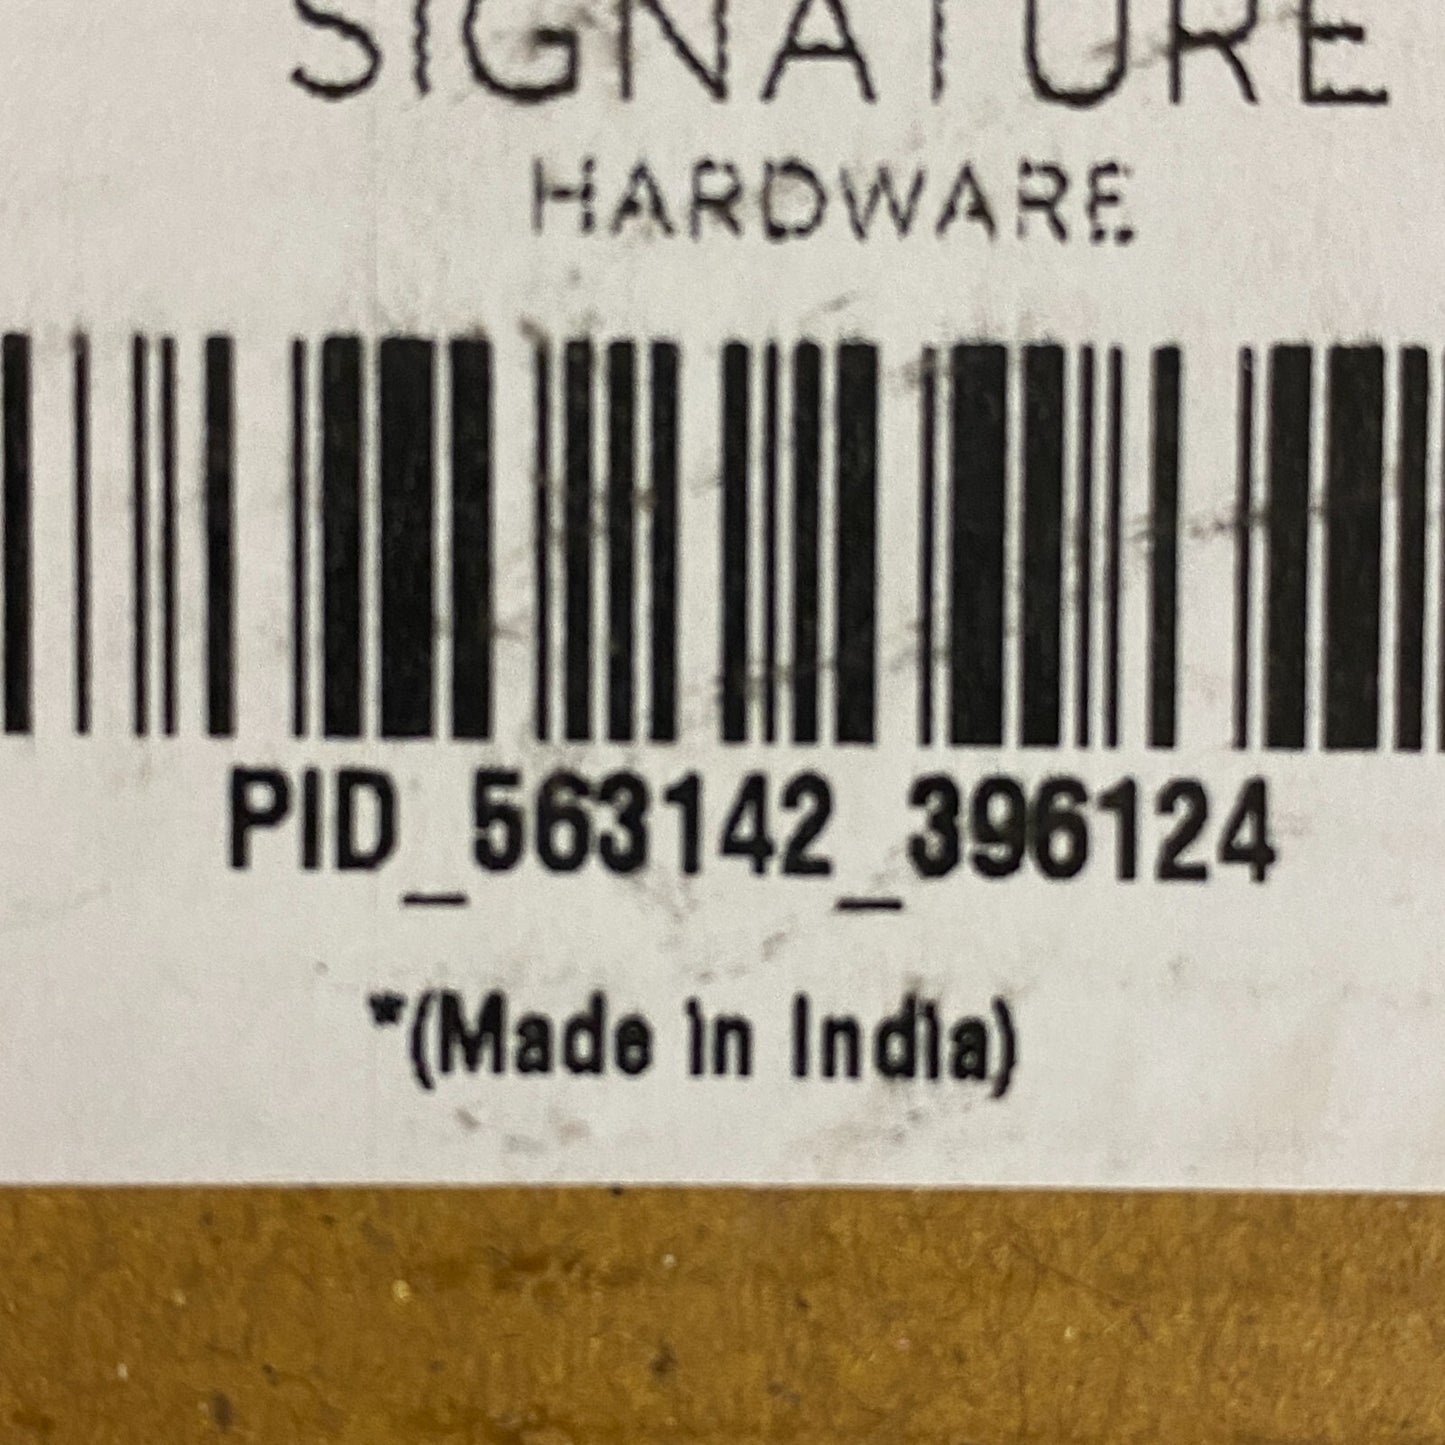 SIGNATURE
HARDWARE
PID_563142_396124
*(Made in India)